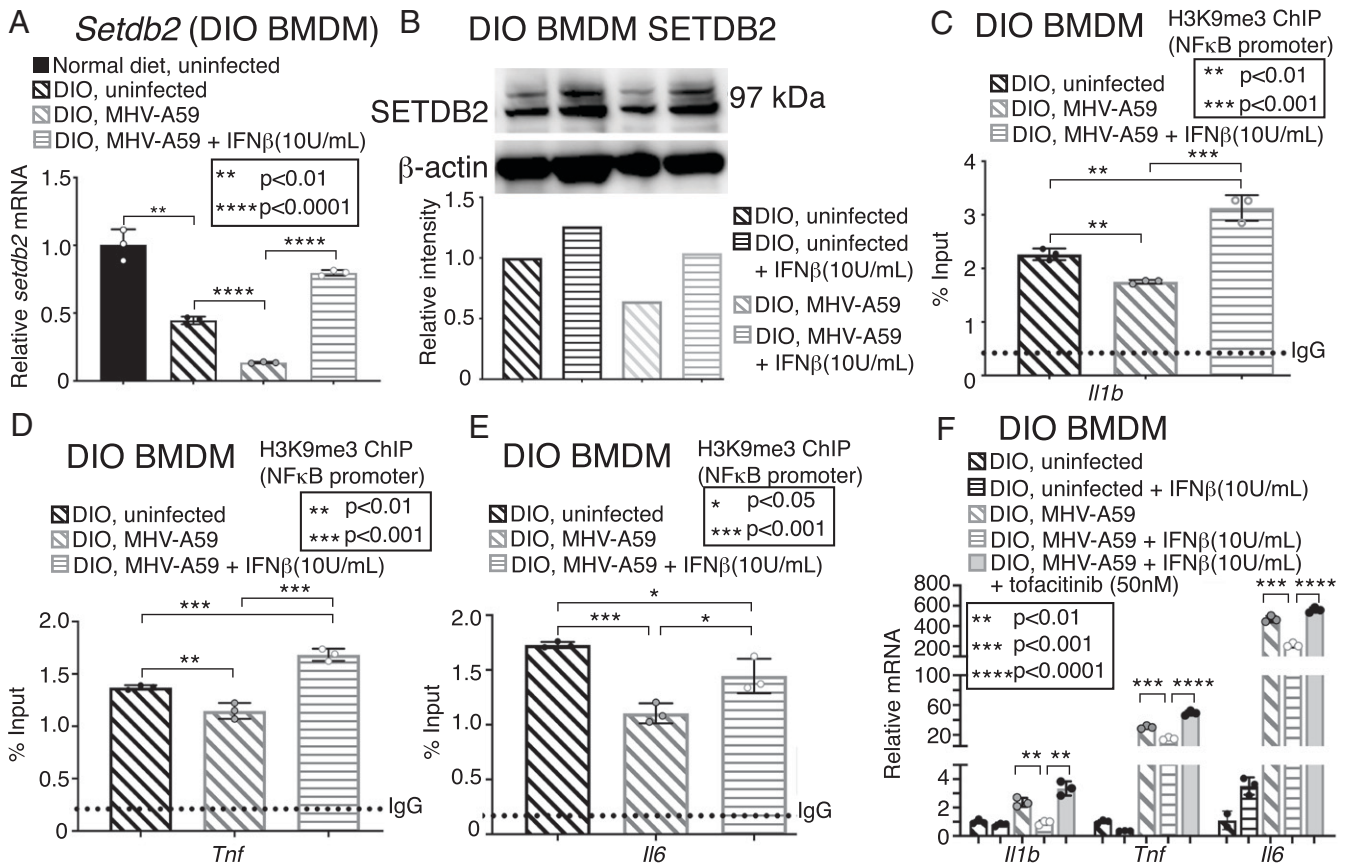 A
Setdb2 (DIO BMDM)
Normal diet, uninfected
DIO, uninfected
DIO, MHV-A59
DIO, MHV-A59 + IFNβ(10U/mL)
** p<0.01
**** p<0.0001
Relative setdb2 mRNA
1.5
1.0
0.5
0
**
****
****
B
DIO BMDM SETDB2
SETDB2
97 kDa
β-actin
Relative intensity
1.5
1.0
0.5
0
DIO, uninfected
DIO, uninfected
+ IFNβ(10U/mL)
DIO, MHV-A59
DIO, MHV-A59
+ IFNβ(10U/mL)
C
DIO BMDM
H3K9me3 ChIP
(NFκB promoter)
** p<0.01
*** p<0.001
DIO, uninfected
DIO, MHV-A59
DIO, MHV-A59 + IFNβ(10U/mL)
% Input
4
3
2
1
0
***
**
**
IgG
Il1b
D
DIO BMDM
H3K9me3 ChIP
(NFκB promoter)
** p<0.01
*** p<0.001
DIO, uninfected
DIO, MHV-A59
DIO, MHV-A59 + IFNβ(10U/mL)
% Input
2.0
1.5
1.0
0.5
0
***
***
**
IgG
Tnf
E
DIO BMDM
H3K9me3 ChIP
(NFκB promoter)
* p<0.05
*** p<0.001
DIO, uninfected
DIO, MHV-A59
DIO, MHV-A59 + IFNβ(10U/mL)
% Input
2.0
1.5
1.0
0.5
0
*
***
*
IgG
Il6
F
DIO BMDM
DIO, uninfected
DIO, uninfected + IFNβ(10U/mL)
DIO, MHV-A59
DIO, MHV-A59 + IFNβ(10U/mL)
DIO, MHV-A59 + IFNβ(10U/mL)
+ tofacitinib (50nM)
** p<0.01
*** p<0.001
**** p<0.0001
Relative mRNA
800
600
400
200
100
60
20
4
2
0
** **
*** ****
*** ****
Il1b Tnf Il6